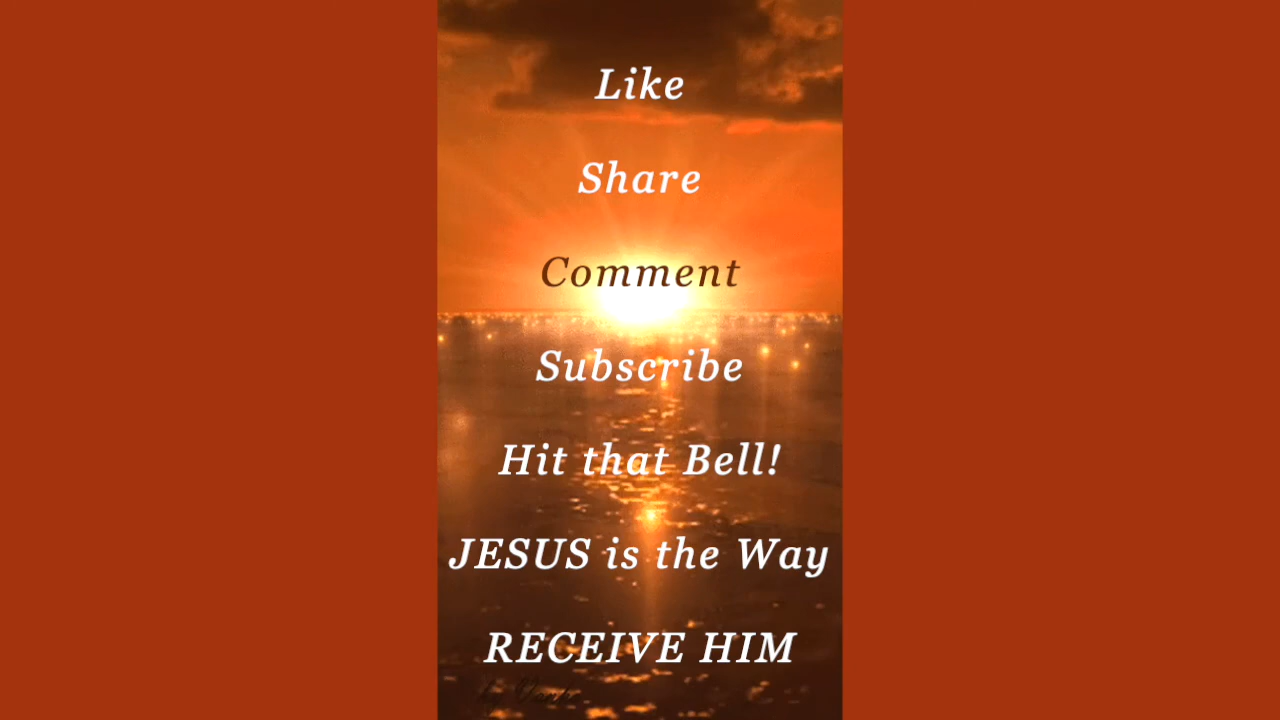 Like
Share
Comment
Subscribe
Hit that Bell!
JESUS is the Way
RECEIVE HIM